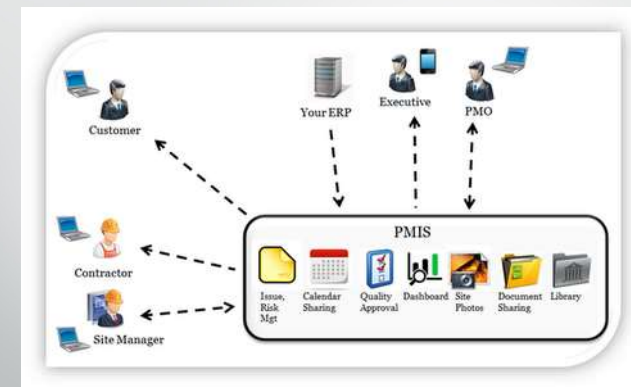 Customer
Your ERP
Executive
PMO
Contractor
Site Manager
PMIS
Issue,
Risk
Mgt
Calendar
Sharing
Quality
Approval
Dashboard
Site
Photos
Document
Sharing
Library